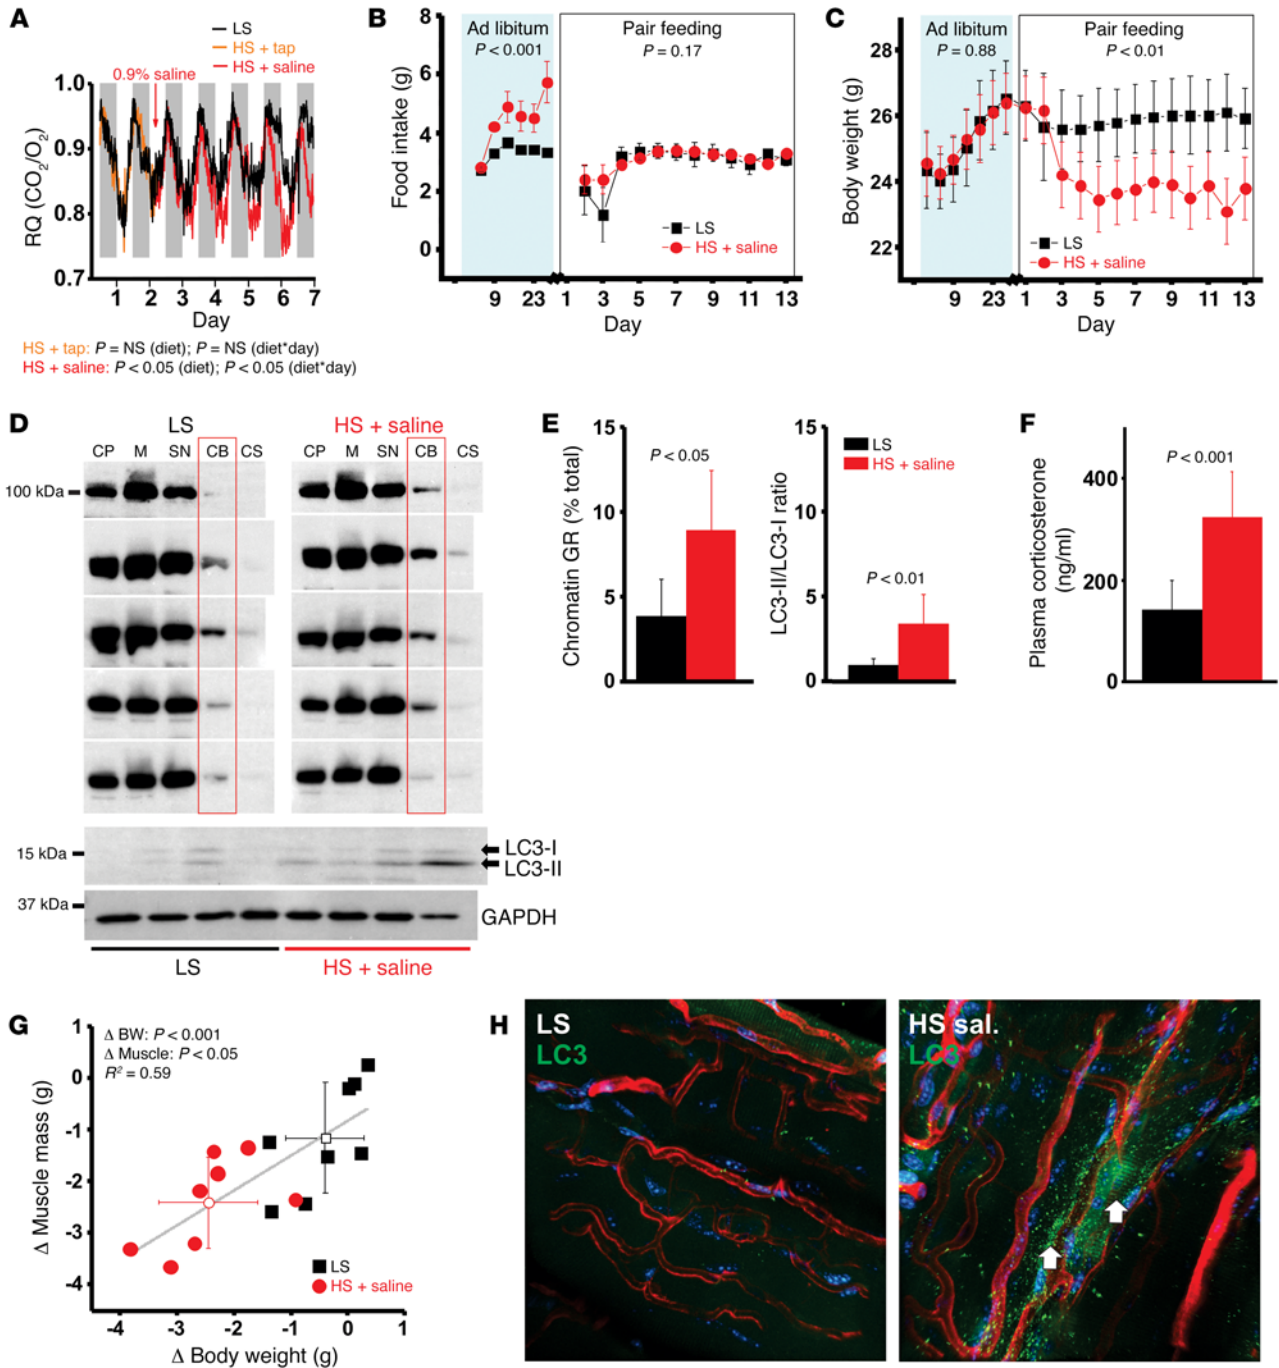 A
LS
HS + tap
HS + saline
0.9% saline
1.0
0.9
0.8
0.7
RQ (CO2/O2)
1 2 3 4 5 6 7
Day
HS + tap: P = NS (diet); P = NS (diet*day)
HS + saline: P < 0.05 (diet); P < 0.05 (diet*day)
B
Ad libitum
P < 0.001
Pair feeding
P = 0.17
8
6
4
2
0
Food intake (g)
LS
HS + saline
9 23 1 3 5 7 9 11 13
Day
C
Ad libitum
P = 0.88
Pair feeding
P < 0.01
28
26
24
22
Body weight (g)
LS
HS + saline
9 23 1 3 5 7 9 11 13
Day
D
LS
HS + saline
CP M SN CB CS
CP M SN CB CS
100 kDa
15 kDa
LC3-I
LC3-II
37 kDa
GAPDH
LS
HS + saline
E
15
10
5
0
Chromatin GR (% total)
P < 0.05
15
10
5
0
LC3-II/LC3-I ratio
LS
HS + saline
P < 0.01
F
400
200
0
Plasma corticosterone
(ng/ml)
P < 0.001
G
Δ BW: P < 0.001
Δ Muscle: P < 0.05
R2 = 0.59
1
0
-1
-2
-3
-4
Δ Muscle mass (g)
LS
HS + saline
-4 -3 -2 -1 0 1
Δ Body weight (g)
H
LS
LC3
HS sal.
LC3